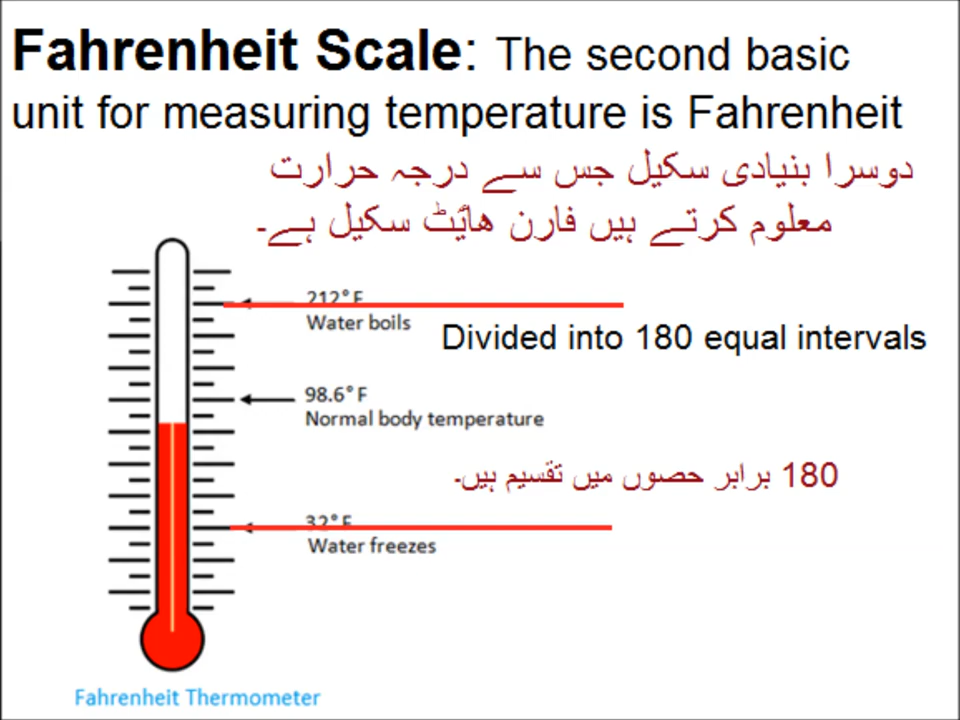 Fahrenheit Scale: The second basic
unit for measuring temperature is Fahrenheit
دوسرا بنیادی سکیل جس سے درجہ حرارت
معلوم کرتے ہیں فارن ھائیٹ سکیل ہے۔
212° F
Water boils
Divided into 180 equal intervals
98.6° F
Normal body temperature
180 برابر حصوں میں تقسیم ہیں۔
32° F
Water freezes
Fahrenheit Thermometer